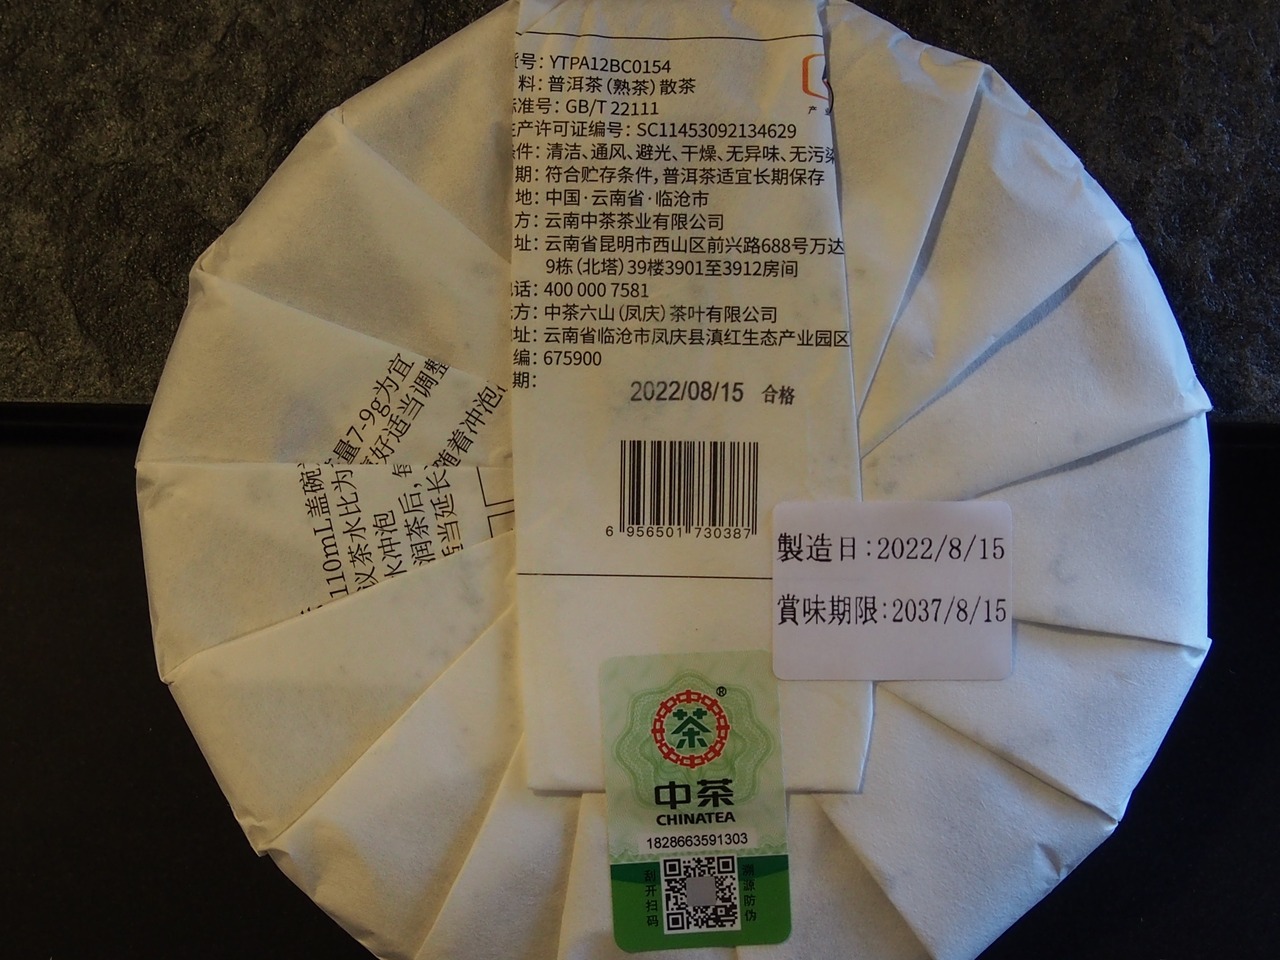 号：YTPA12BC0154
料：普洱茶（熟茶）散茶
标准号：GB/T 22111
生产许可证编号：SC11453092134629
条件：清洁、通风、避光、干燥、无异味、无污染
期：符合贮存条件，普洱茶适宜长期保存
地：中国·云南省·临沧市
方：云南中茶茶业有限公司
址：云南省昆明市西山区前兴路688号万达
9栋（北塔）39楼3901至3912房间
电话：400 000 7581
方：中茶六山（凤庆）茶叶有限公司
址：云南省临沧市凤庆县滇红生态产业园区
编：675900
期：
2022/08/15 合格
6 956501 730387
产
量7-9g为宜
好适当调整
110mL盖碗
议茶水比为
水冲泡
润茶后，每
当延长
随着冲泡
製造日：2022/8/15
賞味期限：2037/8/15
茶
®
中茶
CHINATEA
1828663591303
刮开扫码
溯源防伪